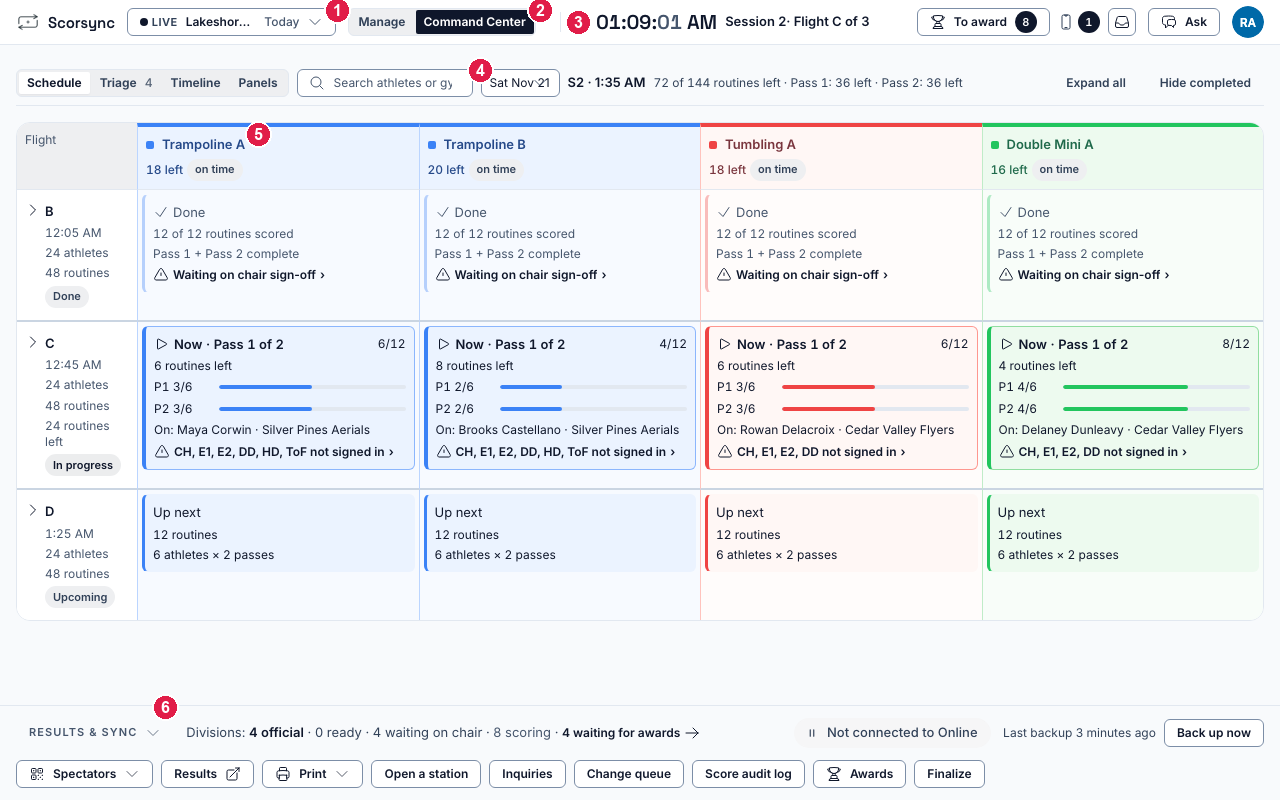 Scorsync
LIVE Lakeshor... Today
1
Manage
Command Center
2
3
01:09:01 AM
Session 2· Flight C of 3
To award 8
1
Ask
RA
Schedule
Triage 4
Timeline
Panels
Search athletes or gy
4
Sat Nov 21
S2 · 1:35 AM
72 of 144 routines left · Pass 1: 36 left · Pass 2: 36 left
Expand all
Hide completed
Flight
Trampoline A
5
18 left on time
Trampoline B
20 left on time
Tumbling A
18 left on time
Double Mini A
16 left on time
B
12:05 AM
24 athletes
48 routines
Done
Done
12 of 12 routines scored
Pass 1 + Pass 2 complete
Waiting on chair sign-off ›
Done
12 of 12 routines scored
Pass 1 + Pass 2 complete
Waiting on chair sign-off ›
Done
12 of 12 routines scored
Pass 1 + Pass 2 complete
Waiting on chair sign-off ›
Done
12 of 12 routines scored
Pass 1 + Pass 2 complete
Waiting on chair sign-off ›
C
12:45 AM
24 athletes
48 routines
24 routines
left
In progress
Now · Pass 1 of 2 6/12
6 routines left
P1 3/6
P2 3/6
On: Maya Corwin · Silver Pines Aerials
CH, E1, E2, DD, HD, ToF not signed in ›
Now · Pass 1 of 2 4/12
8 routines left
P1 2/6
P2 2/6
On: Brooks Castellano · Silver Pines Aerials
CH, E1, E2, DD, HD, ToF not signed in ›
Now · Pass 1 of 2 6/12
6 routines left
P1 3/6
P2 3/6
On: Rowan Delacroix · Cedar Valley Flyers
CH, E1, E2, DD not signed in ›
Now · Pass 1 of 2 8/12
4 routines left
P1 4/6
P2 4/6
On: Delaney Dunleavy · Cedar Valley Flyers
CH, E1, E2, DD not signed in ›
D
1:25 AM
24 athletes
48 routines
Upcoming
Up next
12 routines
6 athletes × 2 passes
Up next
12 routines
6 athletes × 2 passes
Up next
12 routines
6 athletes × 2 passes
Up next
12 routines
6 athletes × 2 passes
6
RESULTS & SYNC
Divisions: 4 official · 0 ready · 4 waiting on chair · 8 scoring · 4 waiting for awards →
Not connected to Online
Last backup 3 minutes ago
Back up now
Spectators
Results
Print
Open a station
Inquiries
Change queue
Score audit log
Awards
Finalize